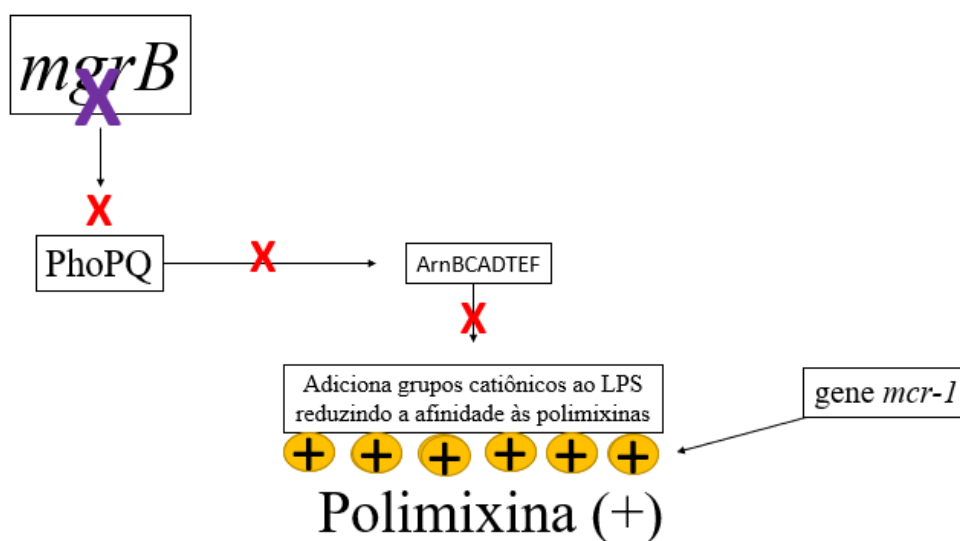 mgrB
X
X
PhoPQ
X
ArnBCADTEF
X
Adiciona grupos catiônicos ao LPS
reduzindo a afinidade às polimixinas
gene mcr-1
+ + + + + +
Polimixina (+)